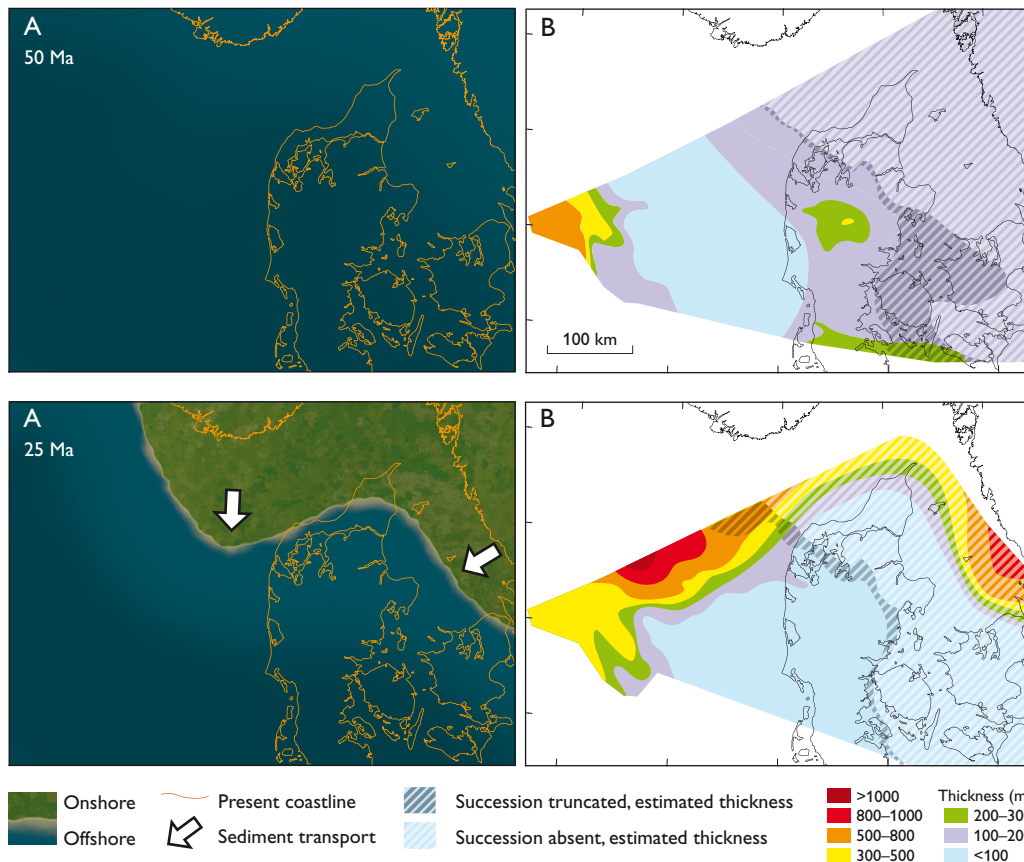 A
50 Ma
B
100 km
A
25 Ma
B
Onshore
Offshore
Present coastline
Sediment transport
Succession truncated, estimated thickness
Succession absent, estimated thickness
>1000
800–1000
500–800
300–500
Thickness (m
200–30
100–20
<100